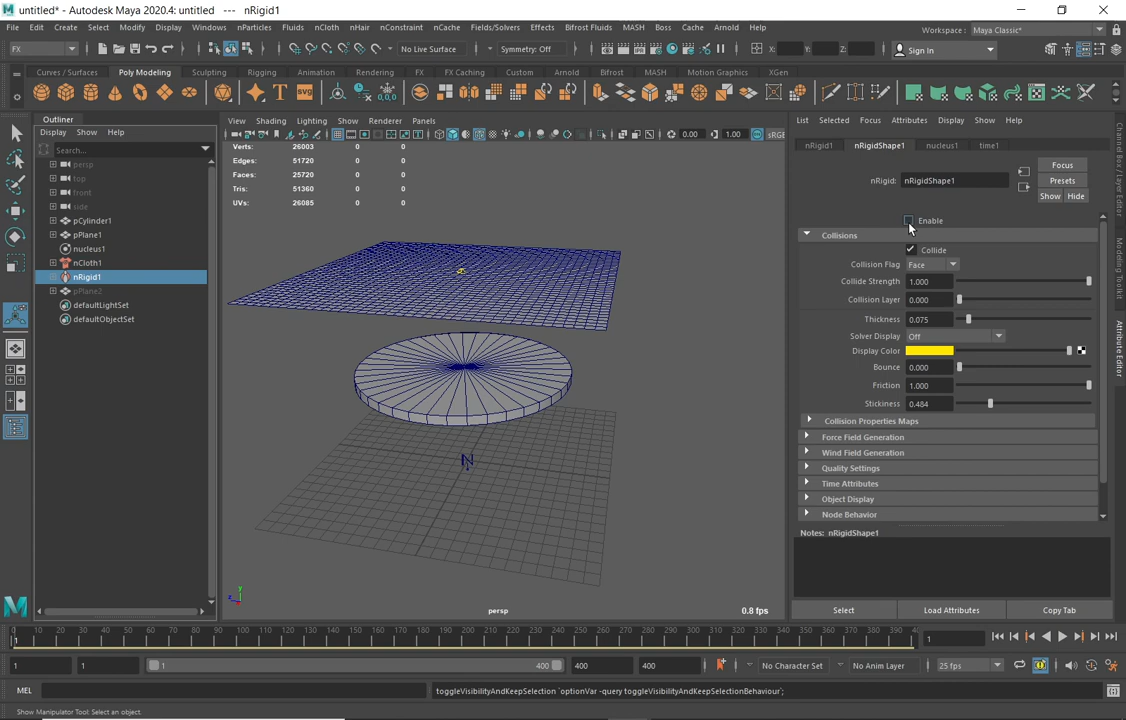 untitled* - Autodesk Maya 2020.4: untitled --- nRigid1
File Edit Create Select Modify Display Windows nParticles Fluids nCloth nHair nConstraint nCache Fields/Solvers Effects Bifrost Fluids MASH Boss Cache Arnold Help
Workspace: Maya Classic*
FX
No Live Surface
Symmetry: Off
X:
Y:
Z:
Sign In
Curves / Surfaces Poly Modeling Sculpting Rigging Animation Rendering FX FX Caching Custom Arnold Bifrost MASH Motion Graphics XGen
Outliner
Display Show Help
Search...
persp
top
front
side
pCylinder1
pPlane1
nucleus1
nCloth1
nRigid1
pPlane2
defaultLightSet
defaultObjectSet
View Shading Lighting Show Renderer Panels
0.00 1.00 sRGB
Verts: 26003 0 0
Edges: 51720 0 0
Faces: 25720 0 0
Tris: 51360 0 0
UVs: 26085 0 0
N
persp
0.8 fps
List Selected Focus Attributes Display Show Help
nRigid1 nRigidShape1 nucleus1 time1
nRigid: nRigidShape1
Focus
Presets
Show Hide
Enable
Collisions
Collide
Collision Flag Face
Collide Strength 1.000
Collision Layer 0.000
Thickness 0.075
Solver Display Off
Display Color
Bounce 0.000
Friction 1.000
Stickiness 0.484
Collision Properties Maps
Force Field Generation
Wind Field Generation
Quality Settings
Time Attributes
Object Display
Node Behavior
Notes: nRigidShape1
Select Load Attributes Copy Tab
Channel Box / Layer Editor
Modeling Toolkit
Attribute Editor
1 10 20 30 40 50 60 70 80 90 100 110 120 130 140 150 160 170 180 190 200 210 220 230 240 250 260 270 280 290 300 310 320 330 340 350 360 370 380 390
1
1 1 1 400 400 400 No Character Set No Anim Layer 25 fps
MEL
toggleVisibilityAndKeepSelection `optionVar -query toggleVisibilityAndKeepSelectionBehaviour`;
Show Manipulator Tool: Select an object.